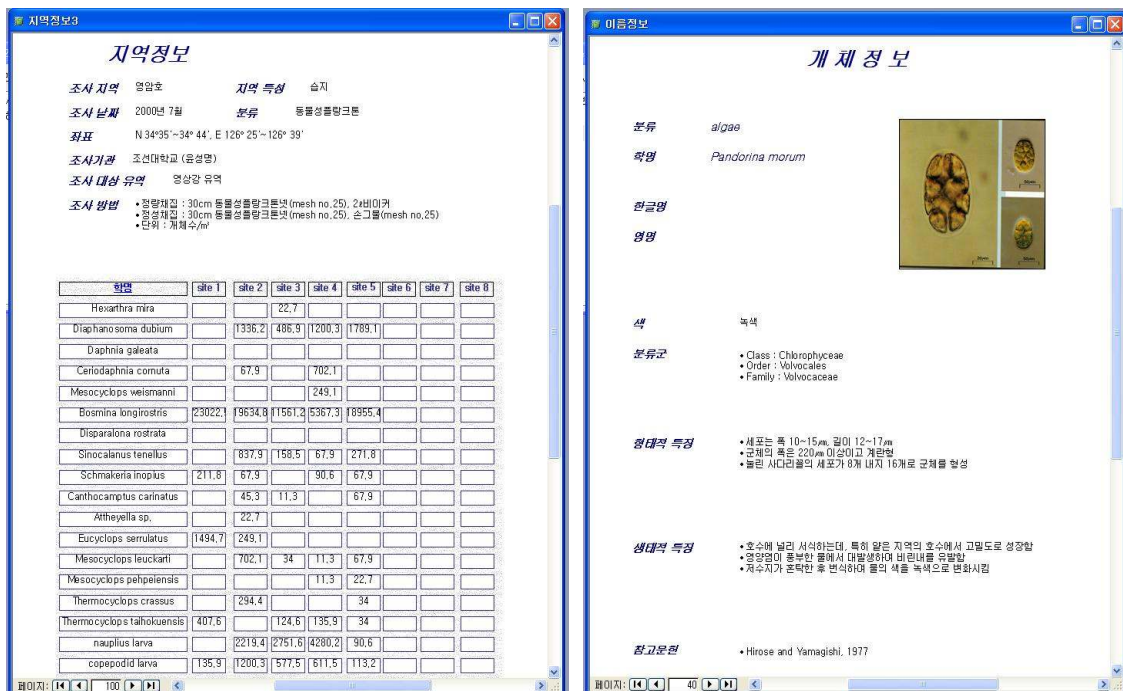 지역정보3
지역정보
조사 지역 영암호 지역 특성 습지
조사 날짜 2000년 7월 분류 동물성플랑크톤
좌표 N 34°35'~34° 44', E 126° 25'~126° 39'
조사기관 조선대학교 (윤성명)
조사 대상 유역 영상강 유역
조사 방법 • 정량채집 : 30cm 동물성플랑크톤넷(mesh no.25), 2ℓ비이커
• 정성채집 : 30cm 동물성플랑크톤넷(mesh no.25), 손그물(mesh no.25)
• 단위 : 개체수/㎥
학명 site 1 site 2 site 3 site 4 site 5 site 6 site 7 site 8
Hexarthra mira 22,7
Diaphanosoma dubium 1336,2 486,9 1200,3 1789,1
Daphnia galeata
Ceriodaphnia cornuta 67,9 702,1
Mesocyclops weismanni 249,1
Bosmina longirostris 23022, 19634,8 11561,2 5367,3 18955,4
Disparalona rostrata
Sinocalanus tenellus 837,9 158,5 67,9 271,8
Schmakeria inopius 211,8 67,9 90,6 67,9
Canthocamptus carinatus 45,3 11,3 67,9
Attheyella sp, 22,7
Eucyclops serrulatus 1494,7 249,1
Mesocyclops leuckarti 702,1 34 11,3 67,9
Mesocyclops pehpeiensis 11,3 22,7
Thermocyclops crassus 294,4 34
Thermocyclops taihokuensis 407,6 124,6 135,9 34
nauplius larva 2219,4 2751,6 4280,2 90,6
copepodid larva 135,9 1200,3 577,5 611,5 113,2
페이지: 100
이름정보
개체정보
분류 algae
학명 Pandorina morum
한글명
영명
색 녹색
분류군 • Class : Chlorophyceae
• Order : Volvocales
• Family : Volvocaceae
형태적 특징 • 세포는 폭 10~15㎛, 길이 12~17㎛
• 군체의 폭은 220㎛ 이상이고 계란형
• 눌린 사다리꼴의 세포가 8개 내지 16개로 군체를 형성
생태적 특징 • 호수에 널리 서식하는데, 특히 얕은 지역의 호수에서 고밀도로 성장함
• 영양염이 풍부한 물에서 대발생하며 비린내를 유발함
• 저수지가 혼탁한 후 번식하며 물의 색을 녹색으로 변화시킴
참고문헌 • Hirose and Yamagishi, 1977
페이지: 40